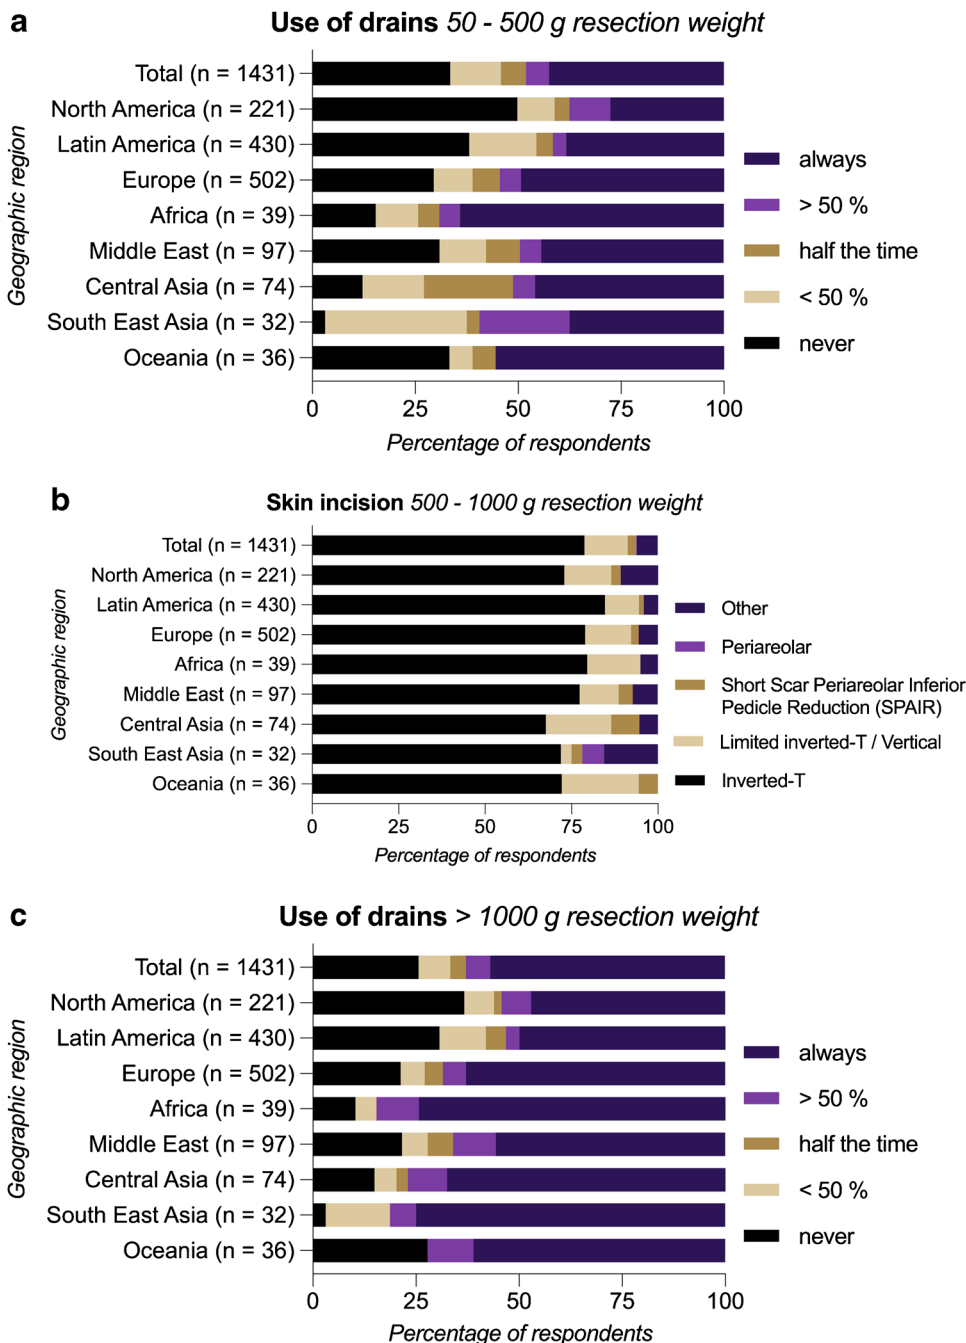 a
Use of drains 50 - 500 g resection weight
Geographic region
Total (n = 1431)
North America (n = 221)
Latin America (n = 430)
Europe (n = 502)
Africa (n = 39)
Middle East (n = 97)
Central Asia (n = 74)
South East Asia (n = 32)
Oceania (n = 36)
0 25 50 75 100
Percentage of respondents
always
> 50 %
half the time
< 50 %
never
b
Skin incision 500 - 1000 g resection weight
Geographic region
Total (n = 1431)
North America (n = 221)
Latin America (n = 430)
Europe (n = 502)
Africa (n = 39)
Middle East (n = 97)
Central Asia (n = 74)
South East Asia (n = 32)
Oceania (n = 36)
0 25 50 75 100
Percentage of respondents
Other
Periareolar
Short Scar Periareolar Inferior
Pedicle Reduction (SPAIR)
Limited inverted-T / Vertical
Inverted-T
c
Use of drains > 1000 g resection weight
Geographic region
Total (n = 1431)
North America (n = 221)
Latin America (n = 430)
Europe (n = 502)
Africa (n = 39)
Middle East (n = 97)
Central Asia (n = 74)
South East Asia (n = 32)
Oceania (n = 36)
0 25 50 75 100
Percentage of respondents
always
> 50 %
half the time
< 50 %
never